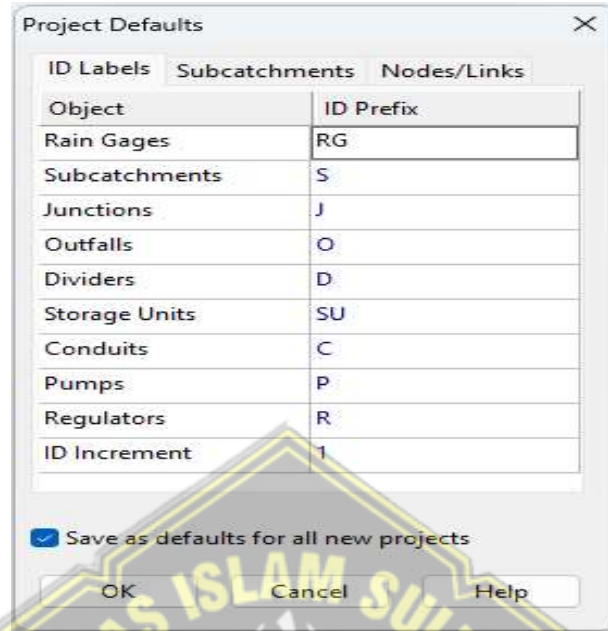 Project Defaults
ID Labels Subcatchments Nodes/Links
Object ID Prefix
Rain Gages RG
Subcatchments S
Junctions J
Outfalls O
Dividers D
Storage Units SU
Conduits C
Pumps P
Regulators R
ID Increment 1
Save as defaults for all new projects
OK Cancel Help
ISLAM